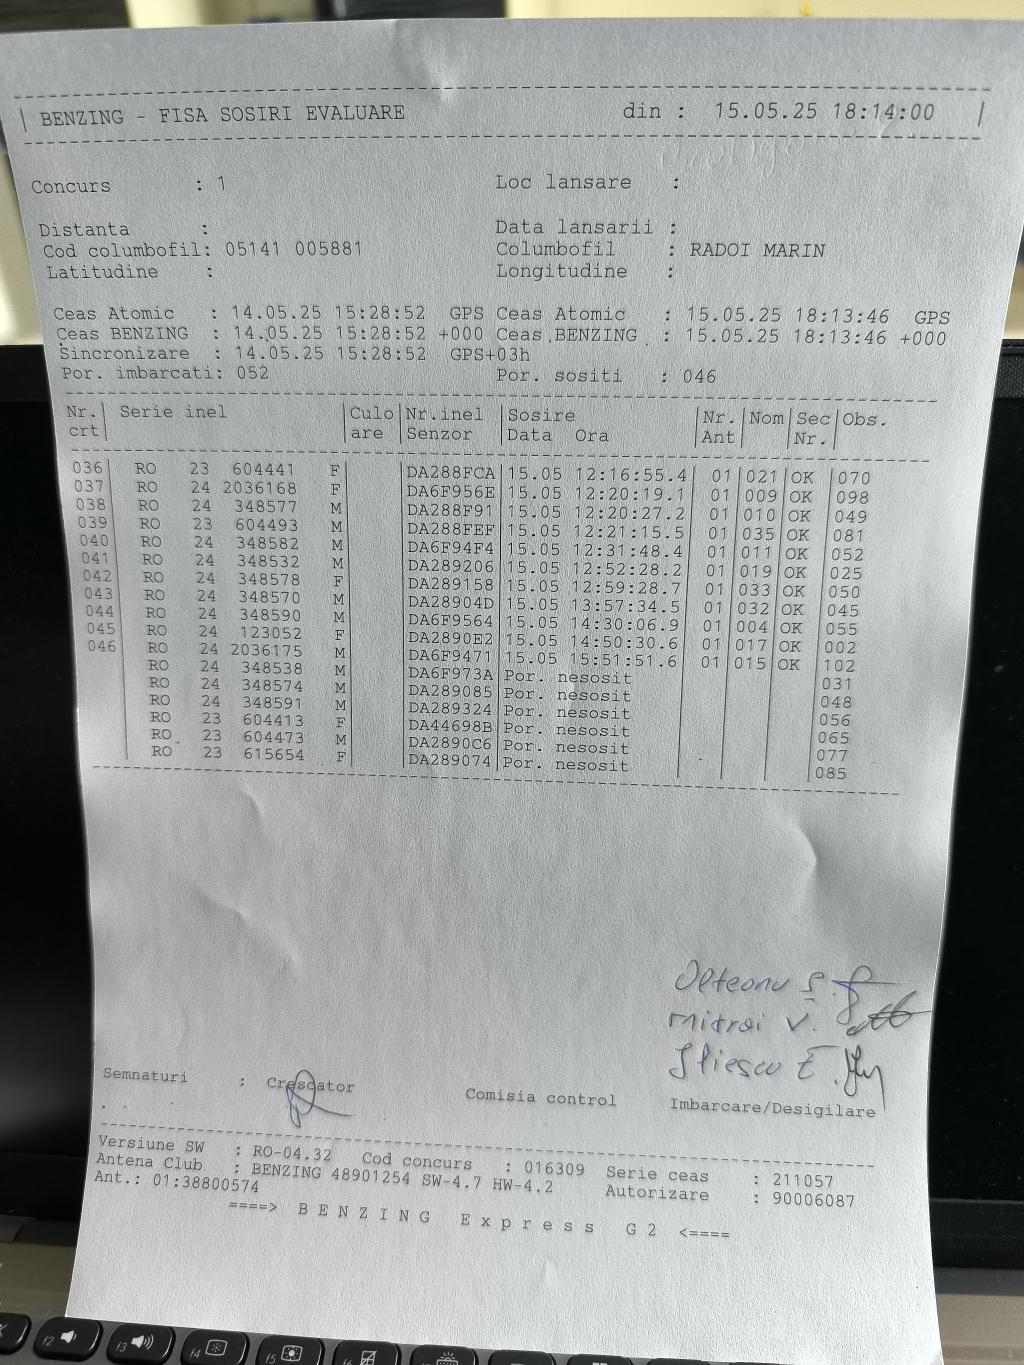 BENZING - FISA SOSIRI EVALUARE din : 15.05.25 18:14:00
Concurs : 1 Loc lansare :
Distanta : Data lansarii :
Cod columbofil: 05141 005881 Columbofil : RADOI MARIN
Latitudine : Longitudine :
Ceas Atomic : 14.05.25 15:28:52 GPS Ceas Atomic : 15.05.25 18:13:46 GPS
Ceas BENZING : 14.05.25 15:28:52 +000 Ceas BENZING : 15.05.25 18:13:46 +000
Sincronizare : 14.05.25 15:28:52 GPS+03h
Por. imbarcati: 052 Por. sositi : 046
Nr. Serie inel Culo Nr.inel Sosire Nr. Nom Sec Obs.
crt are Senzor Data Ora Ant Nr.
036 RO 23 604441 F DA288FCA 15.05 12:16:55.4 01 021 OK 070
037 RO 24 2036168 F DA6F956E 15.05 12:20:19.1 01 009 OK 098
038 RO 24 348577 M DA288F91 15.05 12:20:27.2 01 010 OK 049
039 RO 23 604493 M DA288FEF 15.05 12:21:15.5 01 035 OK 081
040 RO 24 348582 M DA6F94F4 15.05 12:31:48.4 01 011 OK 052
041 RO 24 348532 M DA289206 15.05 12:52:28.2 01 019 OK 025
042 RO 24 348578 F DA289158 15.05 12:59:28.7 01 033 OK 050
043 RO 24 348570 M DA28904D 15.05 13:57:34.5 01 032 OK 045
044 RO 24 348590 M DA6F9564 15.05 14:30:06.9 01 004 OK 055
045 RO 24 123052 F DA2890E2 15.05 14:50:30.6 01 017 OK 002
046 RO 24 2036175 M DA6F9471 15.05 15:51:51.6 01 015 OK 102
RO 24 348538 M DA6F973A Por. nesosit 031
RO 24 348574 M DA289085 Por. nesosit 048
RO 24 348591 M DA289324 Por. nesosit 056
RO 23 604413 F DA44698B Por. nesosit 065
RO 23 604473 M DA2890C6 Por. nesosit 077
RO 23 615654 F DA289074 Por. nesosit 085
Olteanu S.
Mitroi V.
Iliescu E.
Semnaturi : Crescator Comisia control Imbarcare/Desigilare
Versiune SW : RO-04.32 Cod concurs : 016309 Serie ceas : 211057
Antena Club : BENZING 48901254 SW-4.7 HW-4.2 Autorizare : 90006087
Ant.: 01:38800574
====> B E N Z I N G E x p r e s s G 2 <====
f2
f3
f4
f5